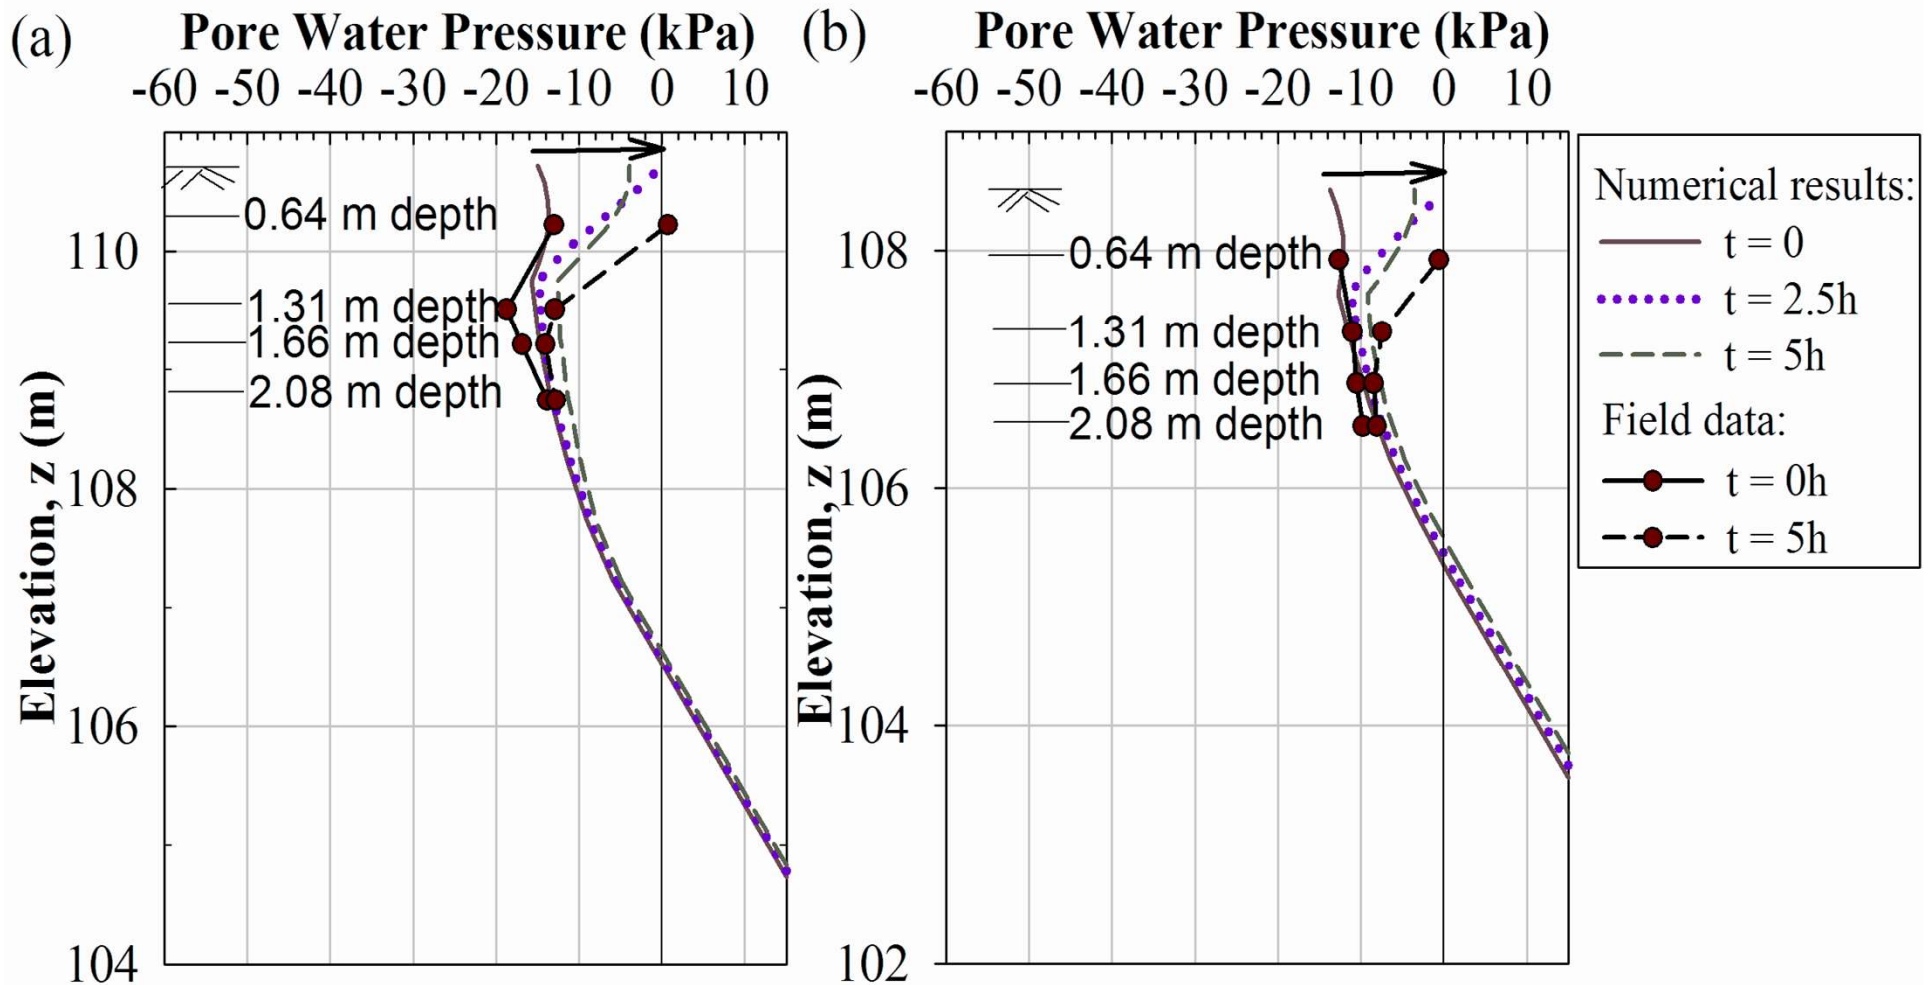 (a)
Pore Water Pressure (kPa)
-60 -50 -40 -30 -20 -10 0 10
0.64 m depth
110
1.31 m depth
1.66 m depth
2.08 m depth
108
106
104
Elevation, z (m)
(b)
Pore Water Pressure (kPa)
-60 -50 -40 -30 -20 -10 0 10
108
0.64 m depth
1.31 m depth
1.66 m depth
2.08 m depth
106
104
102
Elevation, z (m)
Numerical results:
t = 0
t = 2.5h
t = 5h
Field data:
t = 0h
t = 5h